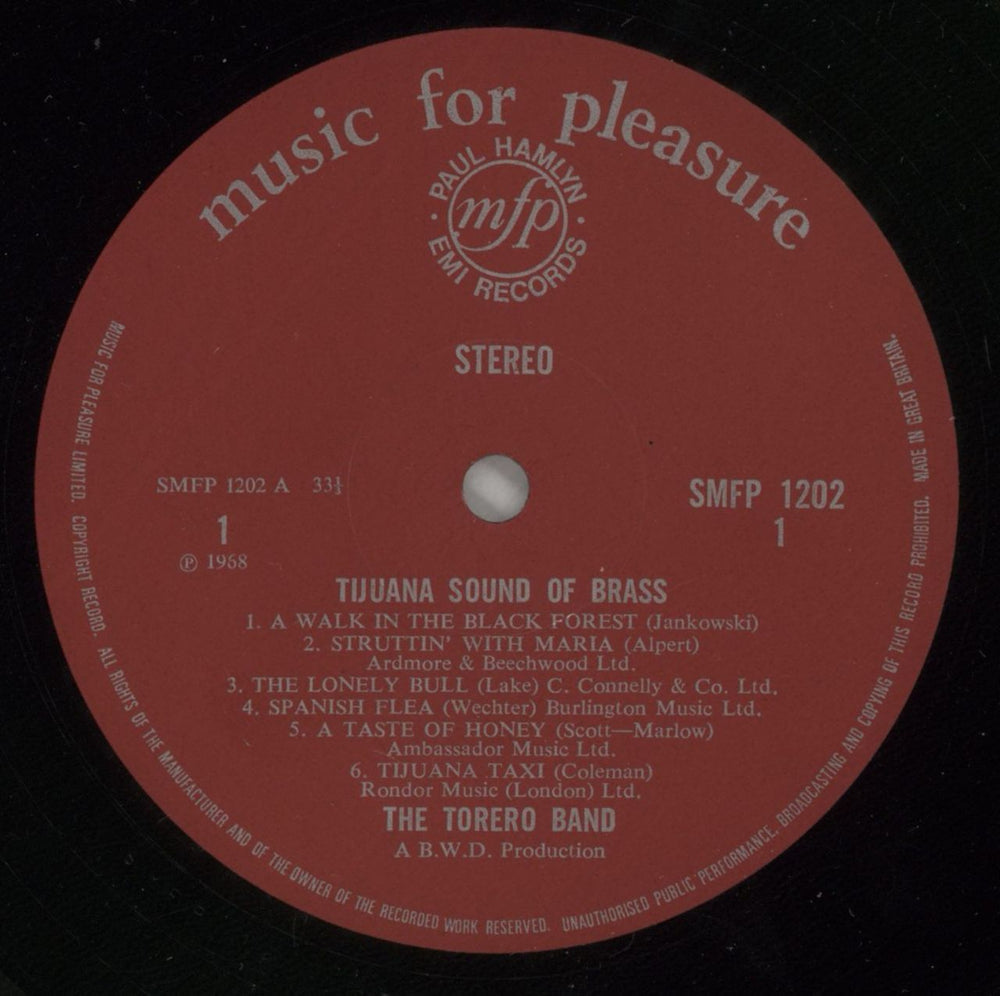 music for pleasure
PAUL HAMLYN
mfp
EMI RECORDS
STEREO
SMFP 1202 A 33⅓
1
℗ 1968
SMFP 1202
1
TIJUANA SOUND OF BRASS
1. A WALK IN THE BLACK FOREST (Jankowski)
2. STRUTTIN' WITH MARIA (Alpert)
Ardmore & Beechwood Ltd.
3. THE LONELY BULL (Lake) C. Connelly & Co. Ltd.
4. SPANISH FLEA (Wechter) Burlington Music Ltd.
5. A TASTE OF HONEY (Scott—Marlow)
Ambassador Music Ltd.
6. TIJUANA TAXI (Coleman)
Rondor Music (London) Ltd.
THE TORERO BAND
A B.W.D. Production
MUSIC FOR PLEASURE LIMITED. COPYRIGHT RECORD. ALL RIGHTS OF THE MANUFACTURER AND OF THE OWNER OF THE RECORDED WORK RESERVED. UNAUTHORISED PUBLIC PERFORMANCE, BROADCASTING AND COPYING OF THIS RECORD PROHIBITED. MADE IN GREAT BRITAIN.